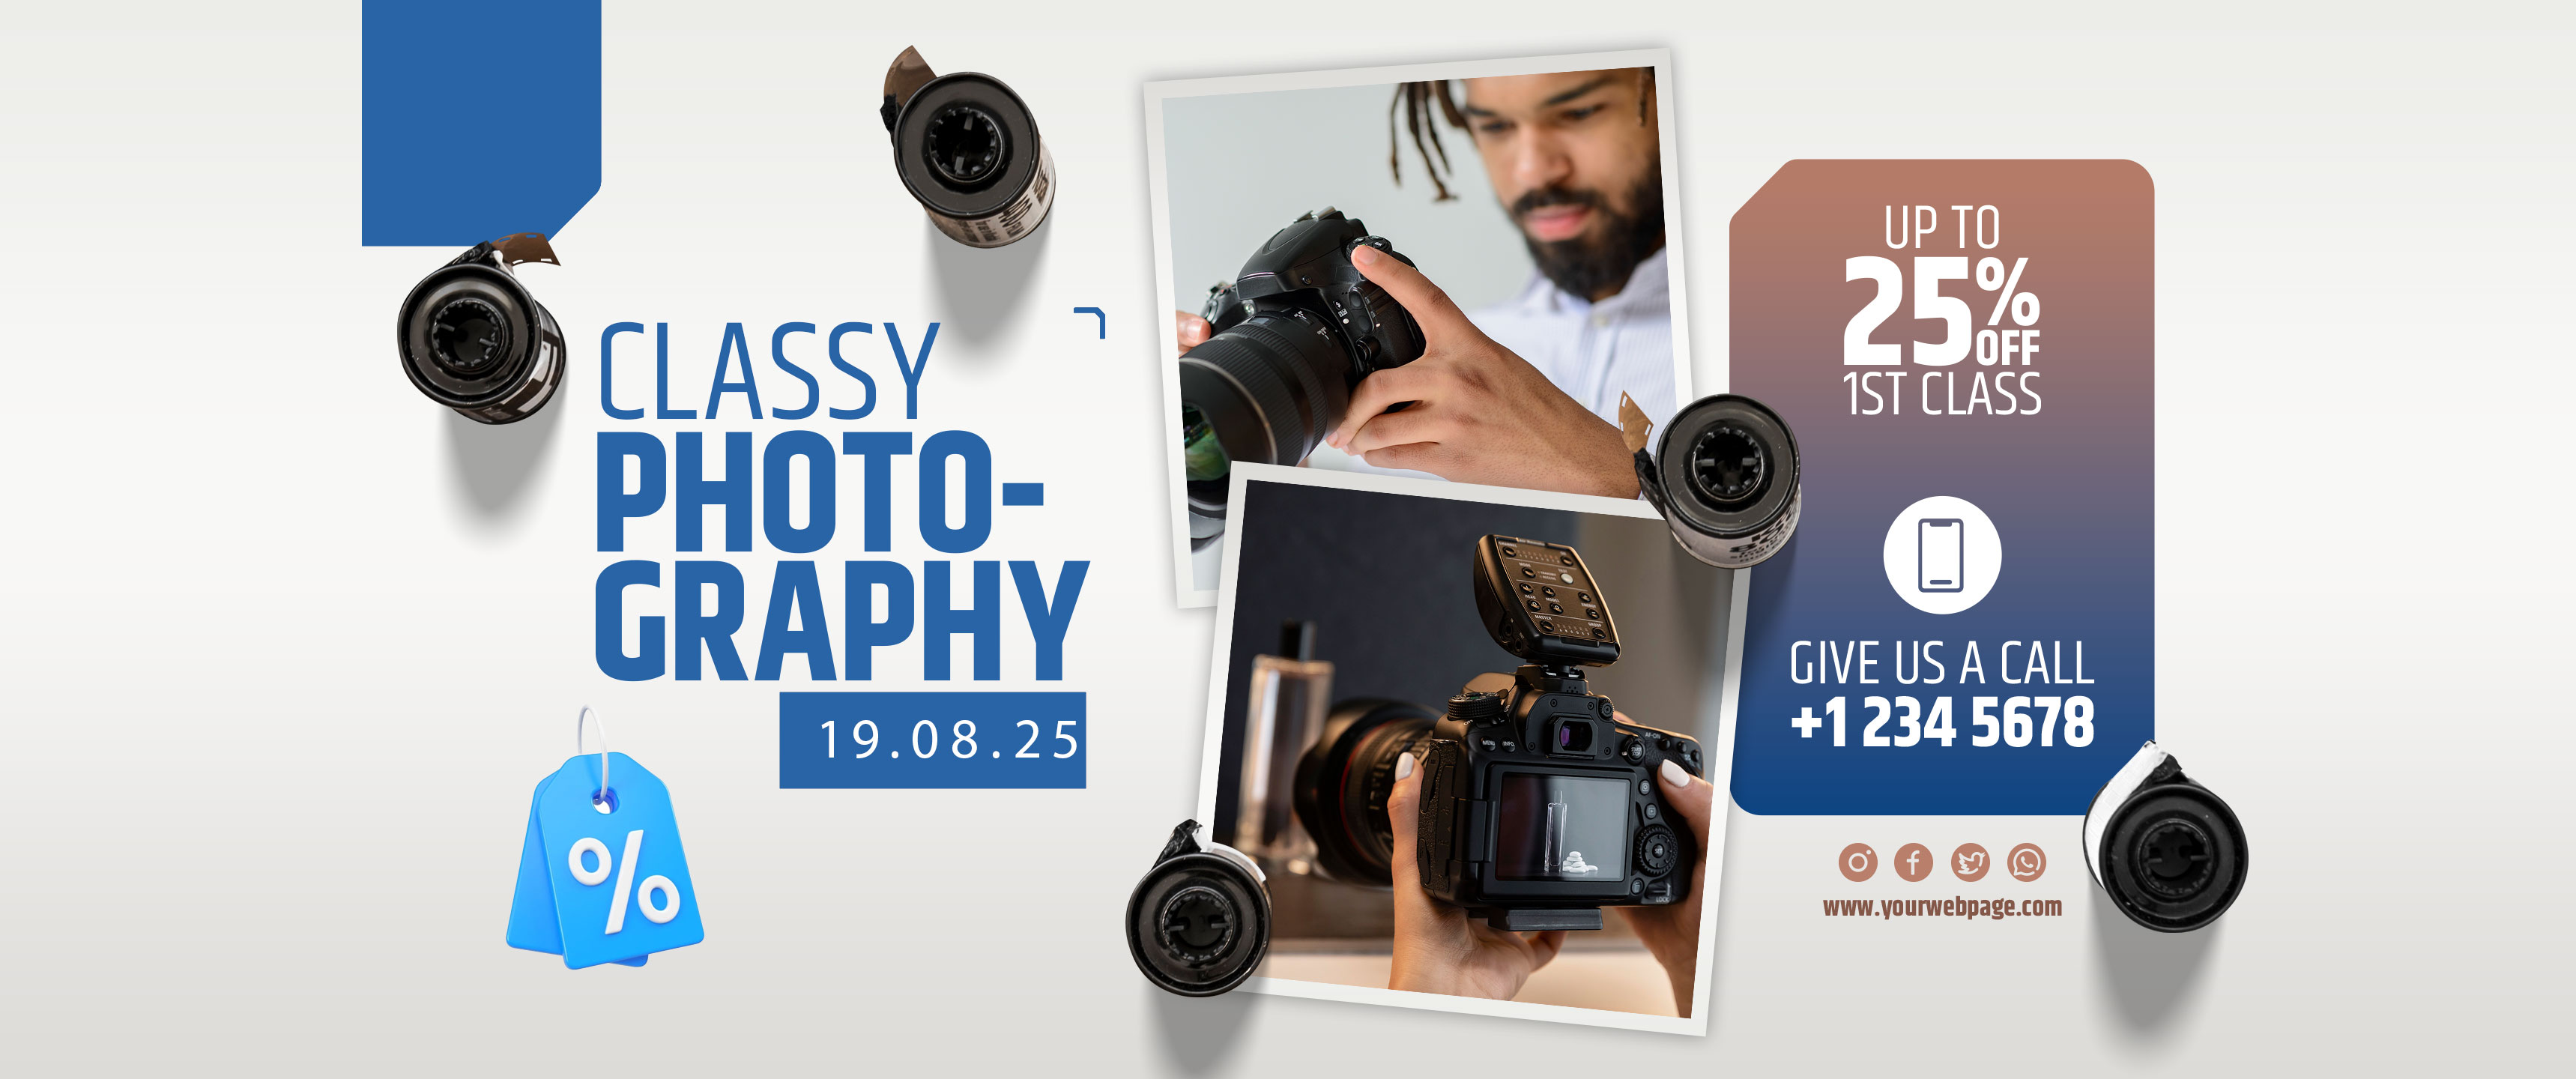 CLASSY
PHOTO-
GRAPHY
19.08.25
%
UP TO
25%
OFF
1ST CLASS
GIVE US A CALL
+1 234 5678
www.yourwebpage.com